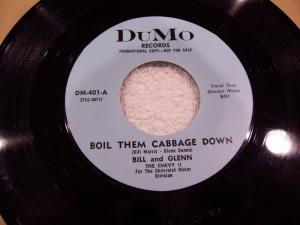 DuMo
RECORDS
PROMOTIONAL COPY - NOT FOR SALE
DM-401-A
Vocal Duo
BMI
BOIL THEM CABBAGE DOWN
BILL and GLENN
THE CHEVY II
For The Chevrolet Motor
Division